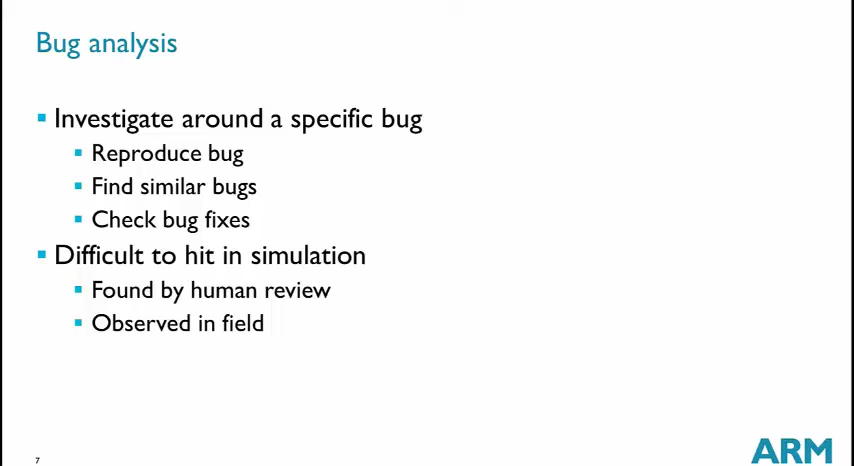 Bug analysis
Investigate around a specific bug
Reproduce bug
Find similar bugs
Check bug fixes
Difficult to hit in simulation
Found by human review
Observed in field
7
ARM